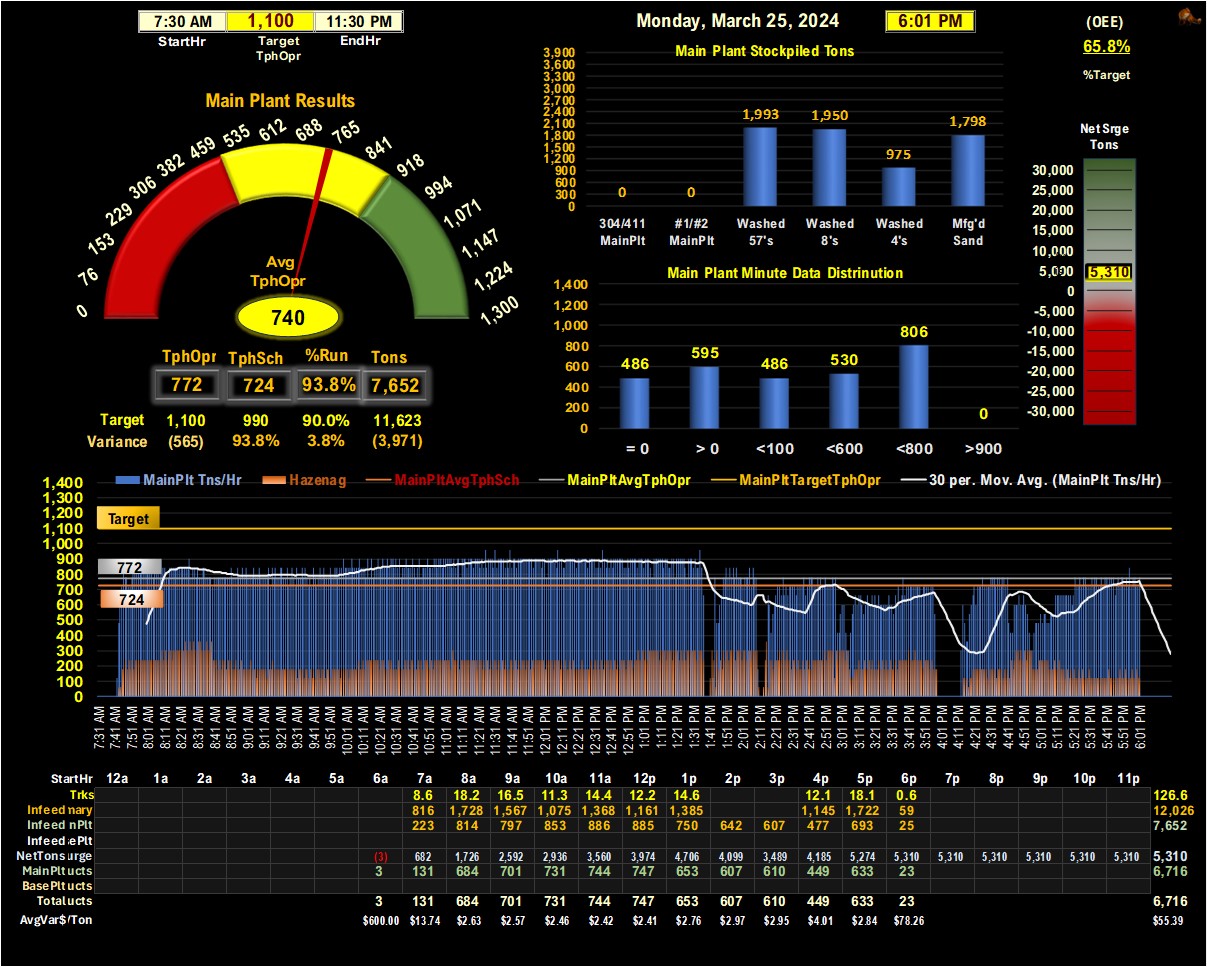 7:30 AM 1,100 11:30 PM
StartHr Target TphOpr EndHr
Monday, March 25, 2024 6:01 PM
(OEE)
65.8%
%Target
Main Plant Results
0 76 153 229 306 382 459 535 612 688 765 841 918 994 1,071 1,147 1,224 1,300
Avg
TphOpr
740
TphOpr TphSch %Run Tons
772 724 93.8% 7,652
Target 1,100 990 90.0% 11,623
Variance (565) 93.8% 3.8% (3,971)
Main Plant Stockpiled Tons
3,900
3,600
3,300
3,000
2,700
2,400
2,100
1,800
1,500
1,200
900
600
300
0
0 0 1,993 1,950 975 1,798
304/411 #1/#2 Washed Washed Washed Mfg'd
MainPlt MainPlt 57's 8's 4's Sand
Main Plant Minute Data Distrinution
1,400
1,200
1,000
800
600
400
200
0
486 595 486 530 806 0
= 0 > 0 <100 <600 <800 >900
Net Srge
Tons
30,000
25,000
20,000
15,000
10,000
5,000
0
-5,000
-10,000
-15,000
-20,000
-25,000
-30,000
5,310
MainPlt Tns/Hr Hazenag MainPltAvgTphSch MainPltAvgTphOpr MainPltTargetTphOpr 30 per. Mov. Avg. (MainPlt Tns/Hr)
1,400
1,300
1,200
1,100
1,000
900
800
700
600
500
400
300
200
100
0
Target
772
724
7:31 AM 7:41 AM 7:51 AM 8:01 AM 8:11 AM 8:21 AM 8:31 AM 8:41 AM 8:51 AM 9:01 AM 9:11 AM 9:21 AM 9:31 AM 9:41 AM 9:51 AM 10:01 AM 10:11 AM 10:21 AM 10:31 AM 10:41 AM 10:51 AM 11:01 AM 11:11 AM 11:21 AM 11:31 AM 11:41 AM 11:51 AM 12:01 PM 12:11 PM 12:21 PM 12:31 PM 12:41 PM 12:51 PM 1:01 PM 1:11 PM 1:21 PM 1:31 PM 1:41 PM 1:51 PM 2:01 PM 2:11 PM 2:21 PM 2:31 PM 2:41 PM 2:51 PM 3:01 PM 3:11 PM 3:21 PM 3:31 PM 3:41 PM 3:51 PM 4:01 PM 4:11 PM 4:21 PM 4:31 PM 4:41 PM 4:51 PM 5:01 PM 5:11 PM 5:21 PM 5:31 PM 5:41 PM 5:51 PM 6:01 PM
StartHr 12a 1a 2a 3a 4a 5a 6a 7a 8a 9a 10a 11a 12p 1p 2p 3p 4p 5p 6p 7p 8p 9p 10p 11p
Trks 8.6 18.2 16.5 11.3 14.4 12.2 14.6 12.1 18.1 0.6 126.6
Infeed nary 816 1,728 1,567 1,075 1,368 1,161 1,385 1,145 1,722 59 12,026
Infeed nPlt 223 814 797 853 886 885 750 642 607 477 693 25 7,652
Infeed ePlt
NetTons urge (3) 682 1,726 2,592 2,936 3,560 3,974 4,706 4,099 3,489 4,185 5,274 5,310 5,310 5,310 5,310 5,310 5,310 5,310
MainPlt ucts 3 131 684 701 731 744 747 653 607 610 449 633 23 6,716
BasePlt ucts
Total ucts 3 131 684 701 731 744 747 653 607 610 449 633 23 6,716
AvgVar$/Ton $600.00 $13.74 $2.63 $2.57 $2.46 $2.42 $2.41 $2.76 $2.97 $2.95 $4.01 $2.84 $78.26 $55.39